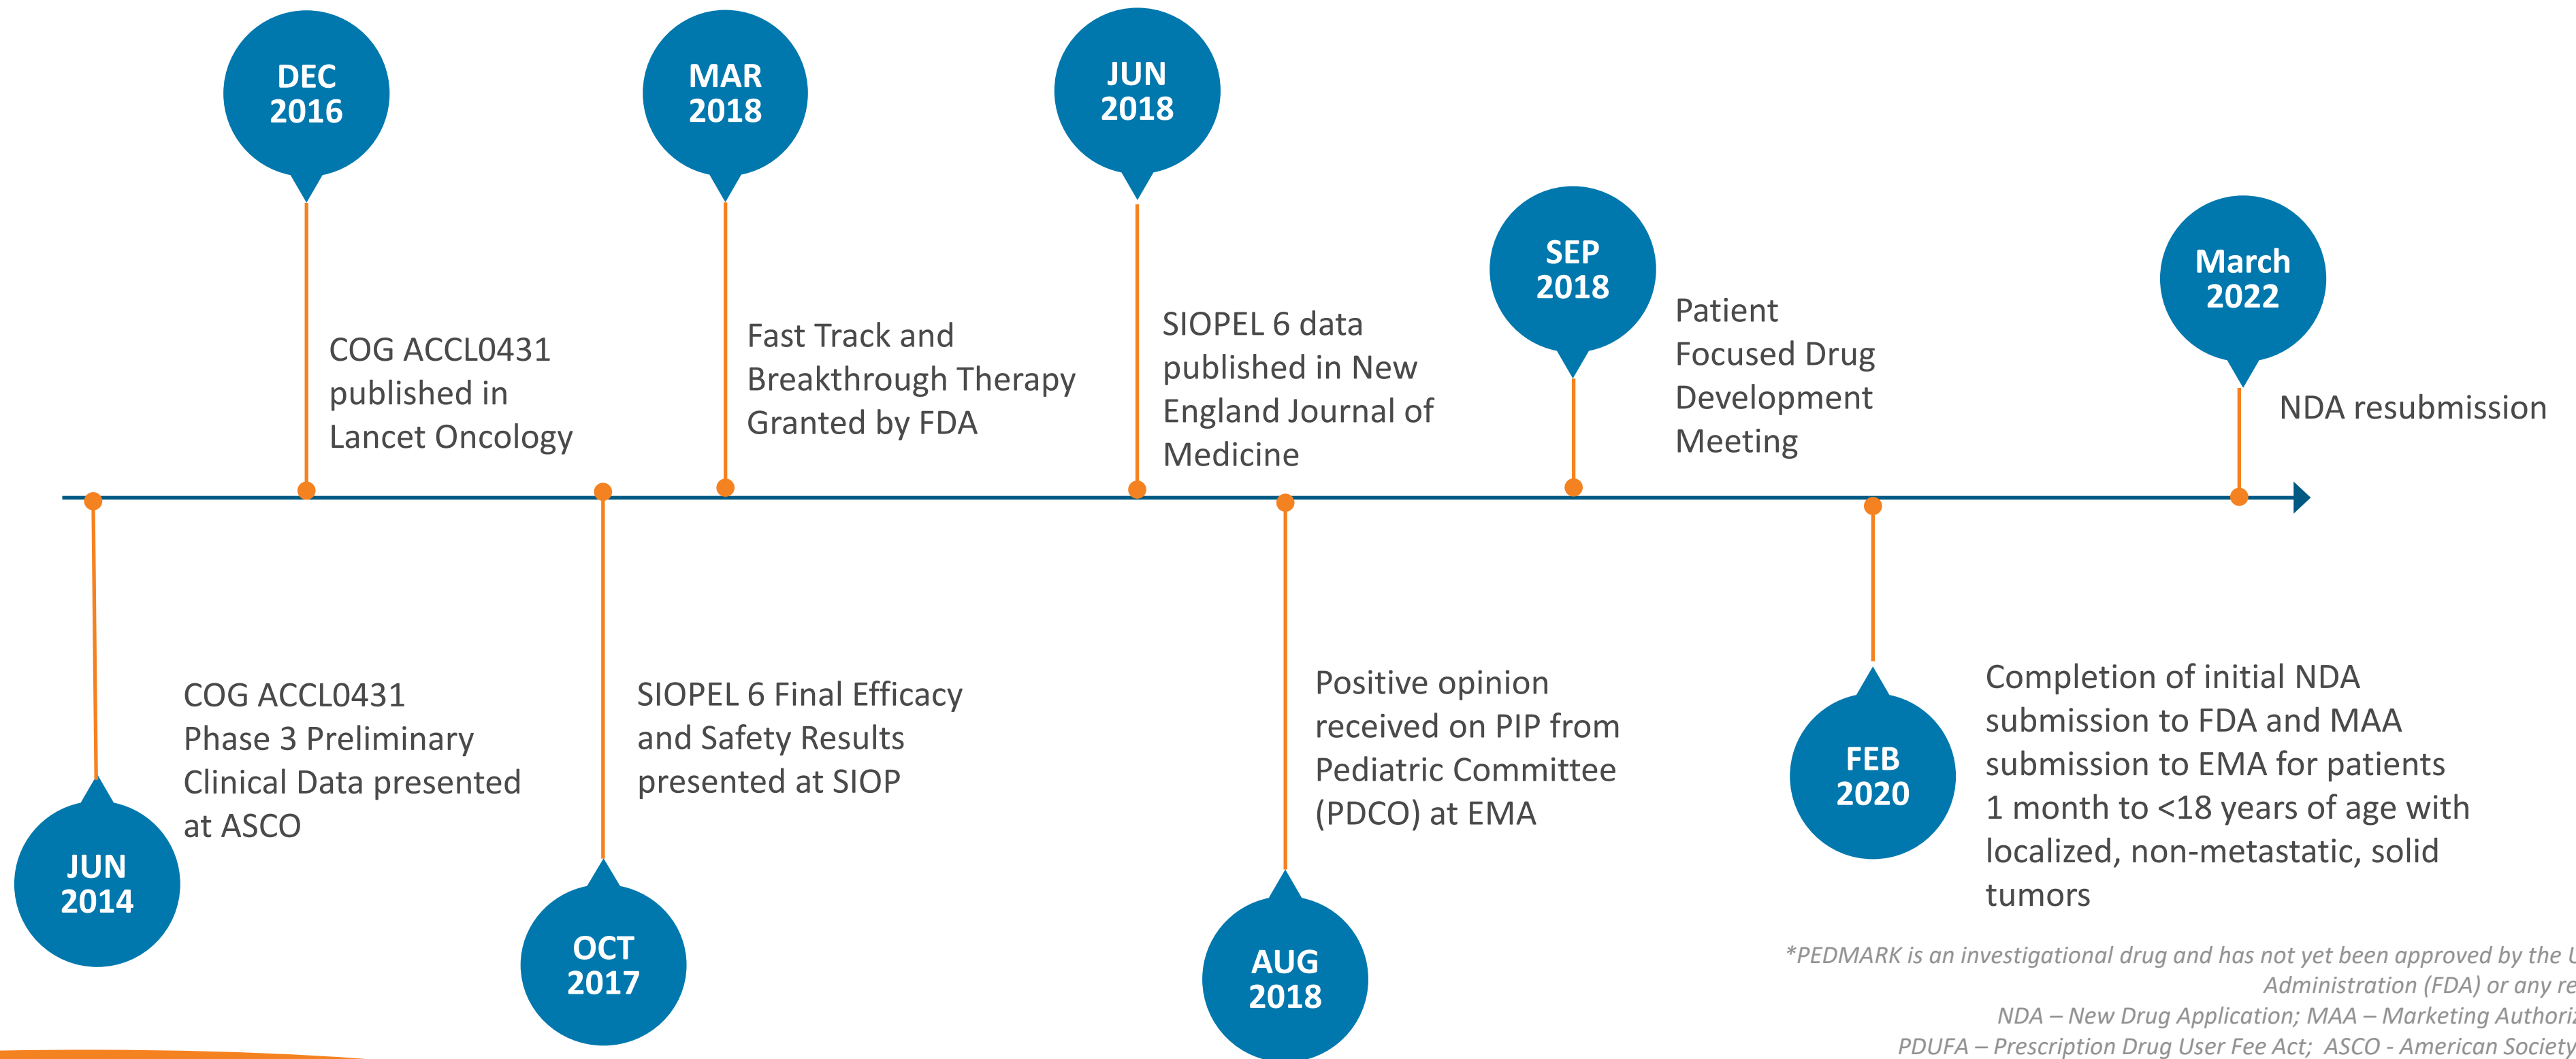 DEC
2016
COG ACCL0431
published in
Lancet Oncology
MAR
2018
Fast Track and
Breakthrough Therapy
Granted by FDA
JUN
2018
SIOPEL 6 data
published in New
England Journal of
Medicine
SEP
2018
Patient
Focused Drug
Development
Meeting
March
2022
NDA resubmission
JUN
2014
COG ACCL0431
Phase 3 Preliminary
Clinical Data presented
at ASCO
OCT
2017
SIOPEL 6 Final Efficacy
and Safety Results
presented at SIOP
AUG
2018
Positive opinion
received on PIP from
Pediatric Committee
(PDCO) at EMA
FEB
2020
Completion of initial NDA
submission to FDA and MAA
submission to EMA for patients
1 month to <18 years of age with
localized, non-metastatic, solid
tumors
*PEDMARK is an investigational drug and has not yet been approved by the
Administration (FDA) or any
NDA – New Drug Application; MAA – Marketing
PDUFA – Prescription Drug User Fee Act; ASCO - American Society